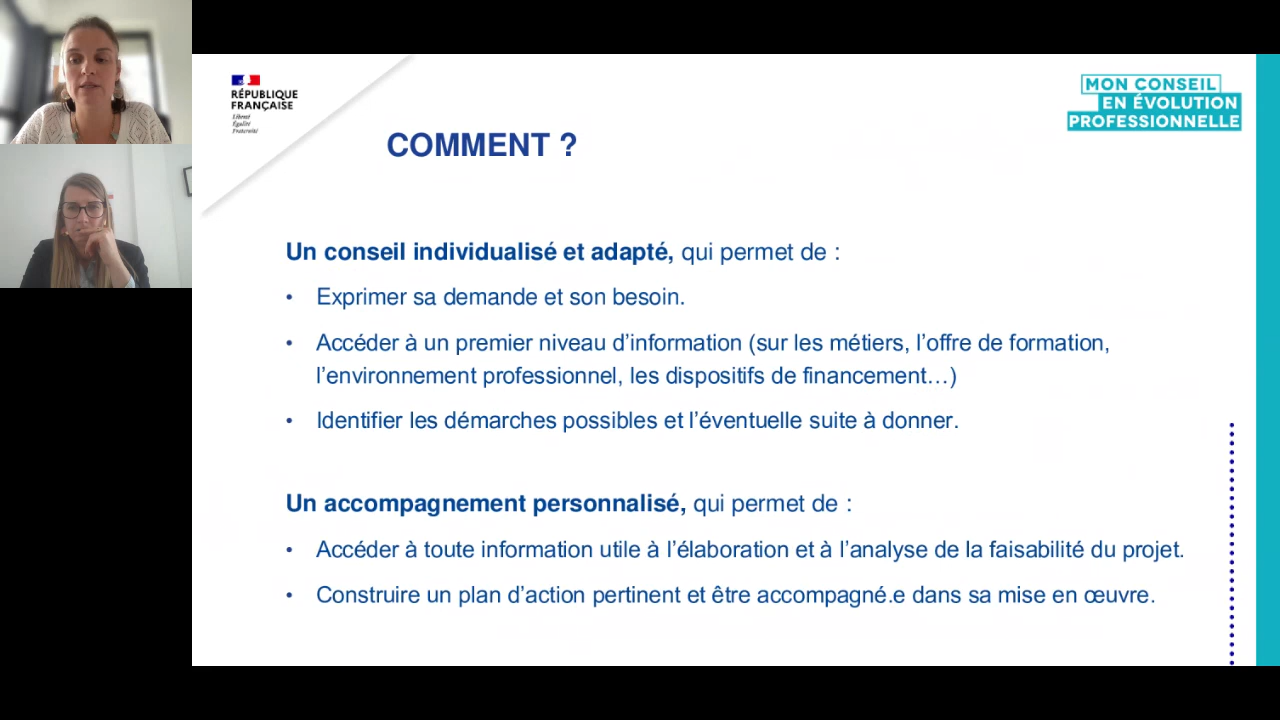 RÉPUBLIQUE
FRANÇAISE
Liberté
Égalité
Fraternité
MON CONSEIL
EN ÉVOLUTION
PROFESSIONNELLE
COMMENT ?
Un conseil individualisé et adapté, qui permet de :
• Exprimer sa demande et son besoin.
• Accéder à un premier niveau d’information (sur les métiers, l’offre de formation,
l’environnement professionnel, les dispositifs de financement…)
• Identifier les démarches possibles et l’éventuelle suite à donner.
Un accompagnement personnalisé, qui permet de :
• Accéder à toute information utile à l’élaboration et à l’analyse de la faisabilité du projet.
• Construire un plan d’action pertinent et être accompagné.e dans sa mise en œuvre.